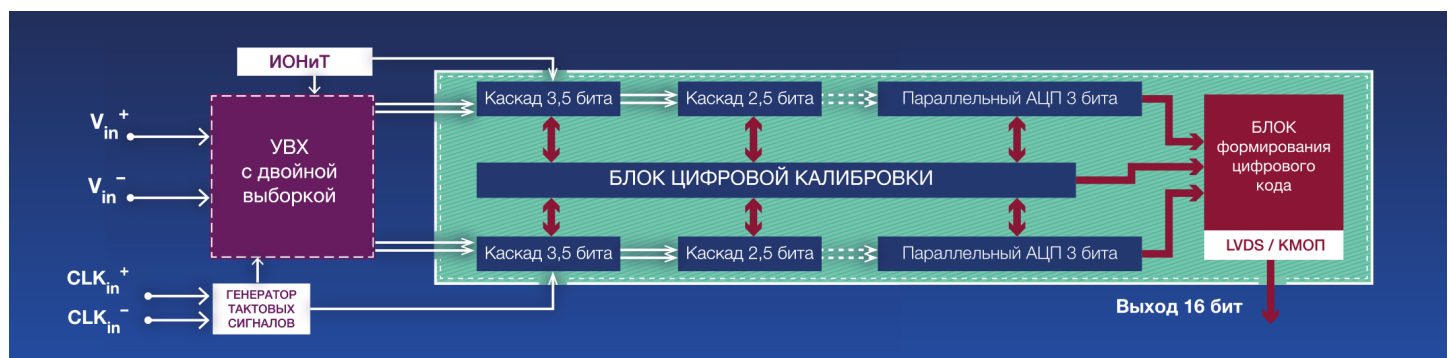 ИОНиТ
V in +
V in −
УВХ
с двойной
выборкой
CLK in +
CLK in −
ГЕНЕРАТОР
ТАКТОВЫХ
СИГНАЛОВ
Каскад 3,5 бита
Каскад 2,5 бита
Параллельный АЦП 3 бита
БЛОК ЦИФРОВОЙ КАЛИБРОВКИ
Каскад 3,5 бита
Каскад 2,5 бита
Параллельный АЦП 3 бита
БЛОК
формирования
цифрового
кода
LVDS / КМОП
Выход 16 бит